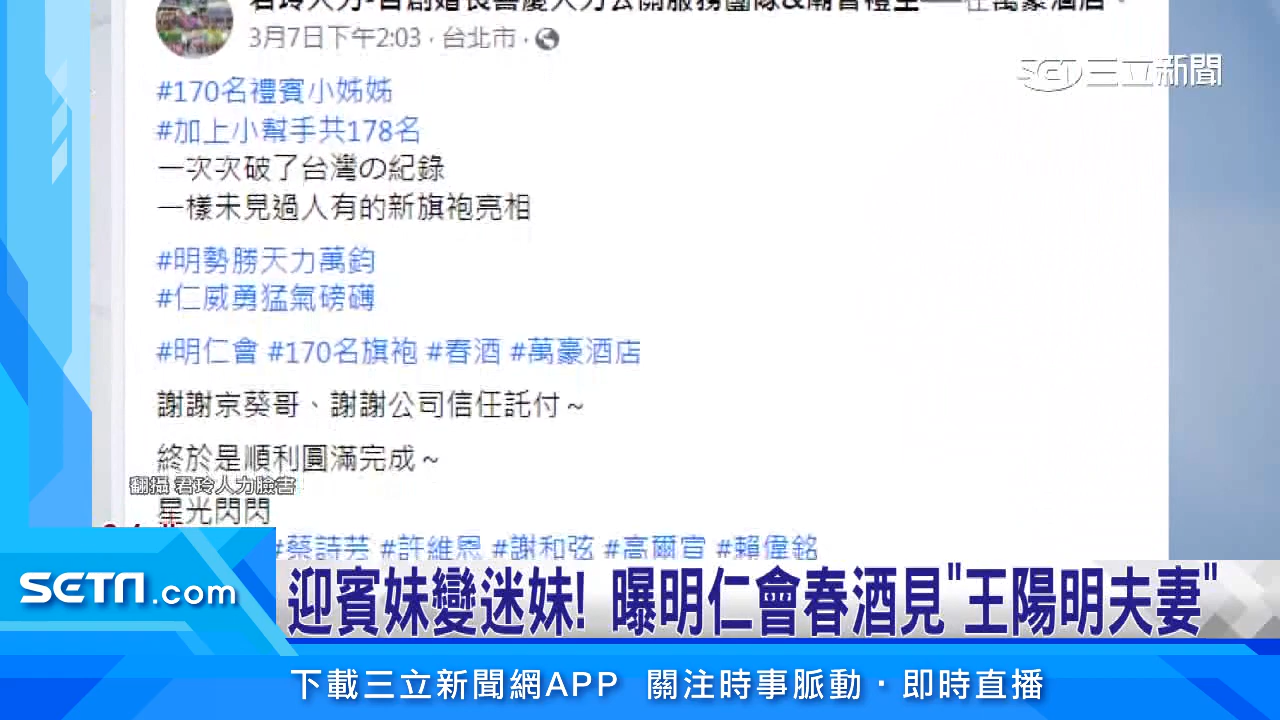 3月7日下午2:03 · 台北市 ·
SET 三立新聞
#170名禮賓小姊姊
#加上小幫手共178名
一次次破了台灣の紀錄
一樣未見過人有的新旗袍亮相
#明勢勝天力萬鈞
#仁威勇猛氣磅礡
#明仁會 #170名旗袍 #春酒 #萬豪酒店
謝謝京葵哥、謝謝公司信任託付~
終於是順利圓滿完成~
翻攝 君玲人力臉書
星光閃閃
#蔡詩芳 #許維恩 #謝和弦 #高爾宣 #賴偉銘
SETN.com
迎賓妹變迷妹! 曝明仁會春酒見"王陽明夫妻"
下載三立新聞網APP 關注時事脈動·即時直播